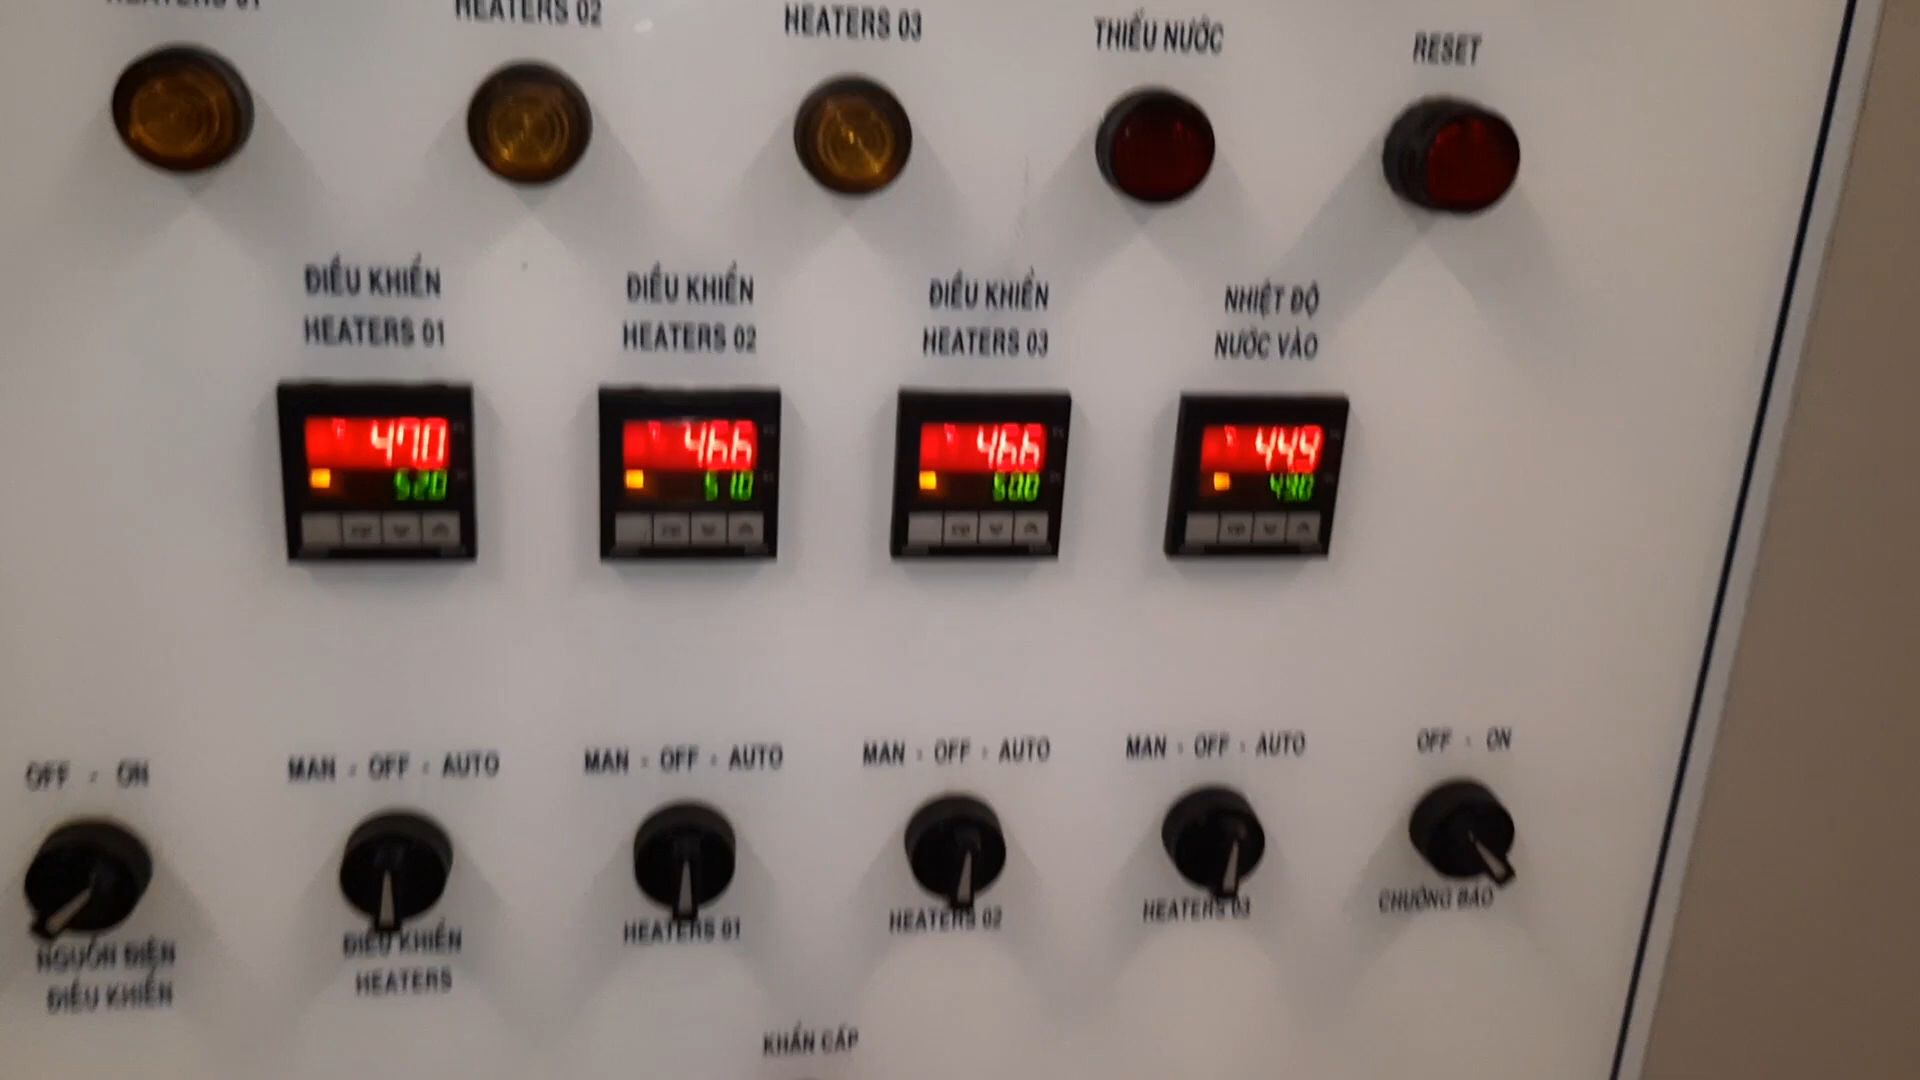 HEATERS 01
HEATERS 02
HEATERS 03
THIẾU NƯỚC
RESET
ĐIỀU KHIỂN
HEATERS 01
ĐIỀU KHIỂN
HEATERS 02
ĐIỀU KHIỂN
HEATERS 03
NHIỆT ĐỘ
NƯỚC VÀO
470
520
466
510
466
500
449
490
OFF - ON
MAN - OFF - AUTO
MAN - OFF - AUTO
MAN - OFF - AUTO
MAN - OFF - AUTO
OFF - ON
NGUỒN ĐIỆN
ĐIỀU KHIỂN
ĐIỀU KHIỂN
HEATERS
HEATERS 01
HEATERS 02
HEATERS 03
CHUÔNG BÁO
KHẨN CẤP